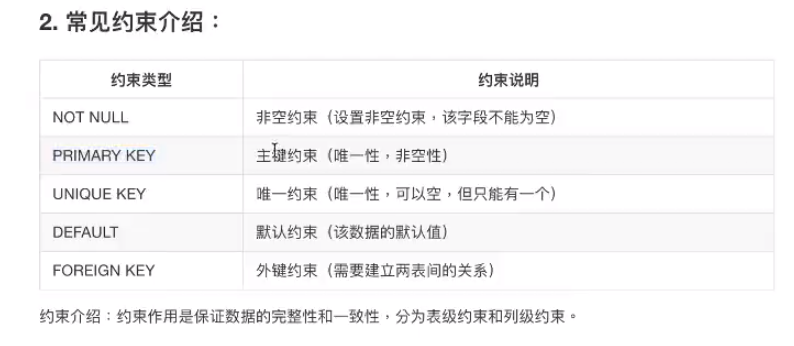 2. 常见约束介绍：
约束类型 约束说明
NOT NULL 非空约束（设置非空约束，该字段不能为空）
PRIMARY KEY 主键约束（唯一性，非空性）
UNIQUE KEY 唯一约束（唯一性，可以空，但只能有一个）
DEFAULT 默认约束（该数据的默认值）
FOREIGN KEY 外键约束（需要建立两表间的关系）
约束介绍：约束作用是保证数据的完整性和一致性，分为表级约束和列级约束。